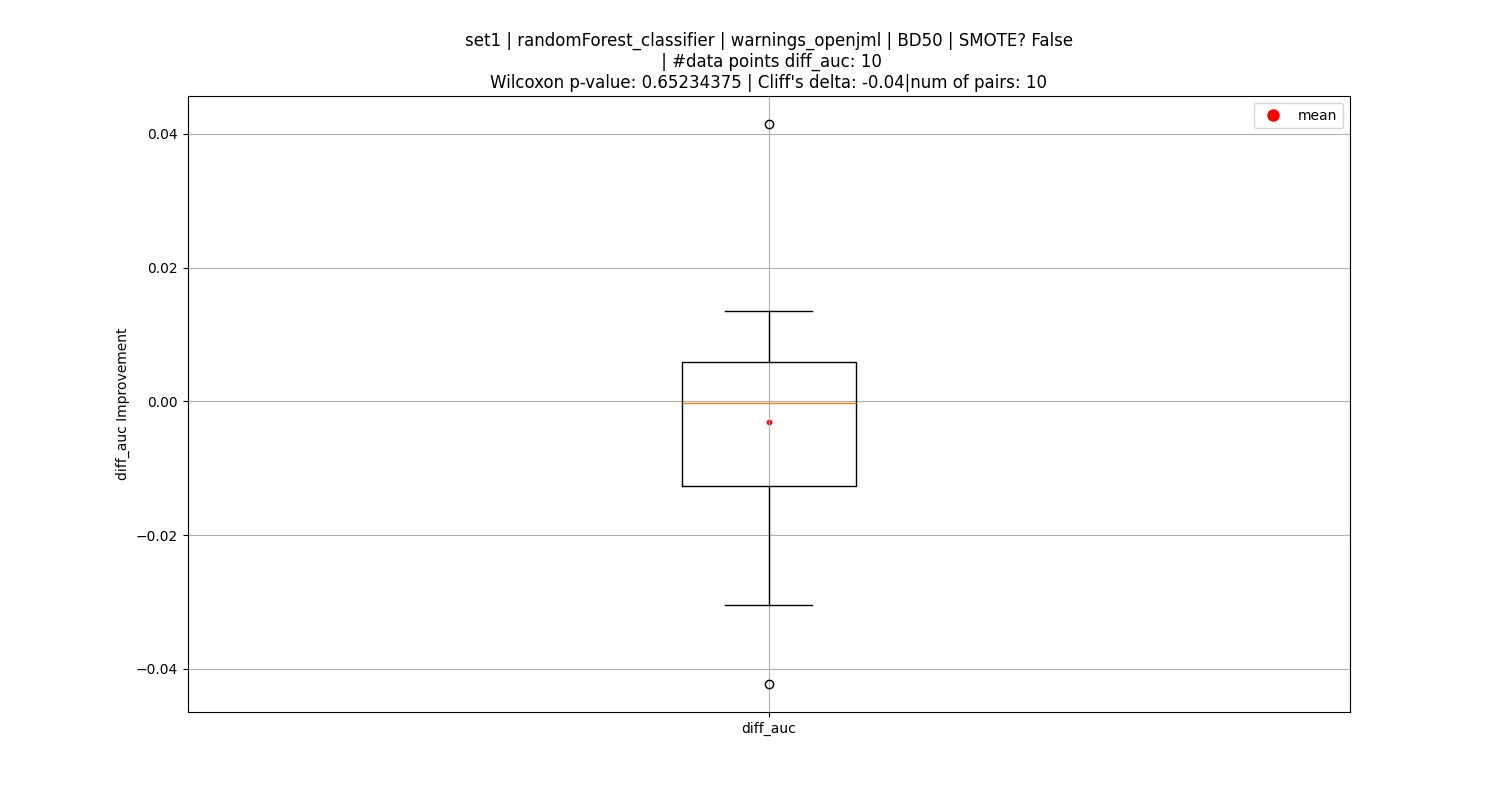 set1 | randomForest_classifier | warnings_openjml | BD50 | SMOTE? False
| #data points diff_auc: 10
Wilcoxon p-value: 0.65234375 | Cliff's delta: -0.04|num of pairs: 10
mean
0.04
0.02
0.00
−0.02
−0.04
diff_auc Improvement
diff_auc